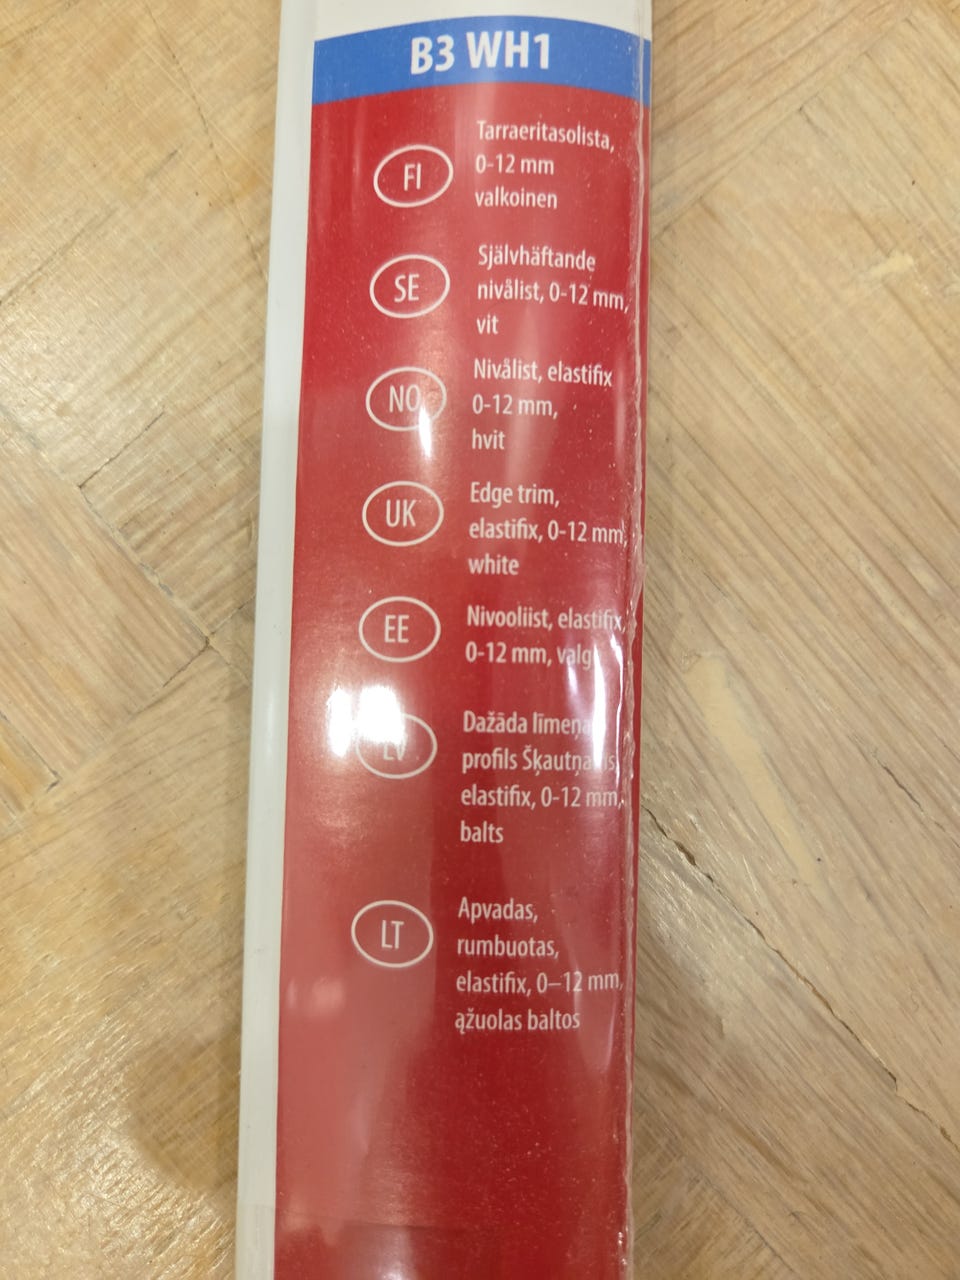 B3 WH1
FI
Tarraeritasolista,
0-12 mm
valkoinen
SE
Självhäftande
nivålist, 0-12 mm,
vit
NO
Nivålist, elastifix
0-12 mm,
hvit
UK
Edge trim,
elastifix, 0-12 mm,
white
EE
Nivooliist, elastifix,
0-12 mm,
LV
Dažāda
profils
elastifix, 0-12 mm,
balts
LT
Apvadas,
rumbuotas,
elastifix, 0–12 mm,
ąžuolas baltos